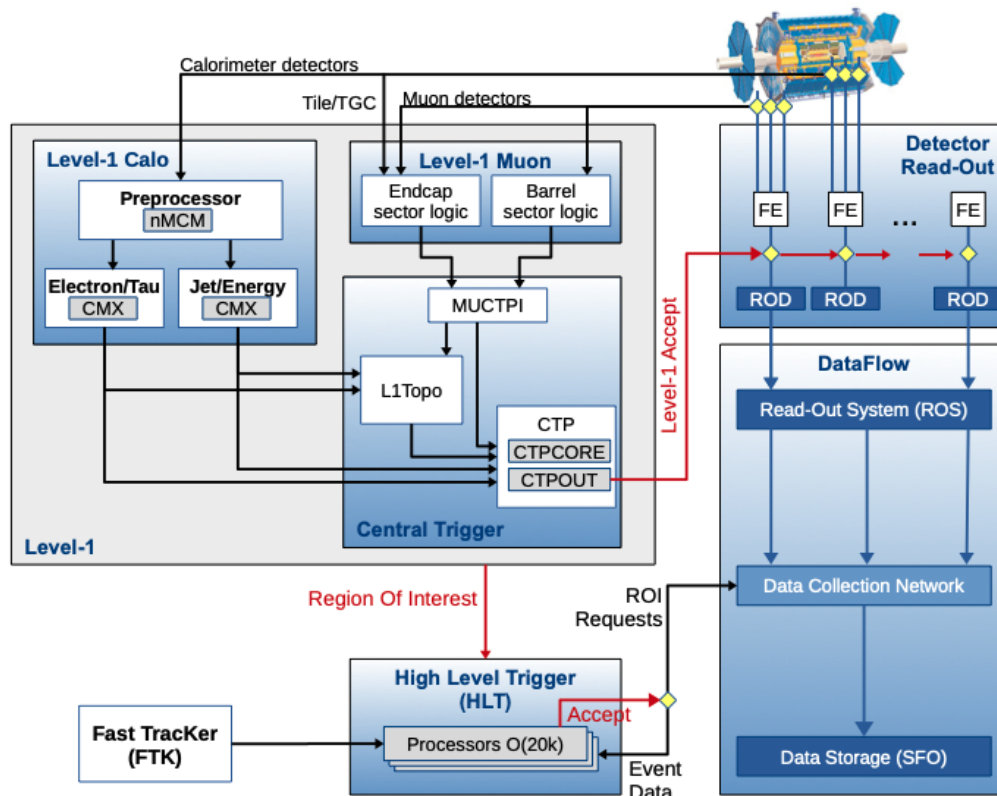 Calorimeter detectors
Tile/TGC
Muon detectors
Level-1 Calo
Preprocessor
nMCM
Electron/Tau
CMX
Jet/Energy
CMX
Level-1 Muon
Endcap
sector logic
Barrel
sector logic
MUCTPI
L1Topo
CTP
CTPCORE
CTPOUT
Central Trigger
Level-1
Level-1 Accept
Detector
Read-Out
FE
FE
...
FE
ROD
ROD
ROD
DataFlow
Read-Out System (ROS)
Data Collection Network
Data Storage (SFO)
Region Of Interest
ROI
Requests
High Level Trigger
(HLT)
Accept
Processors O(20k)
Event
Data
Fast TracKer
(FTK)